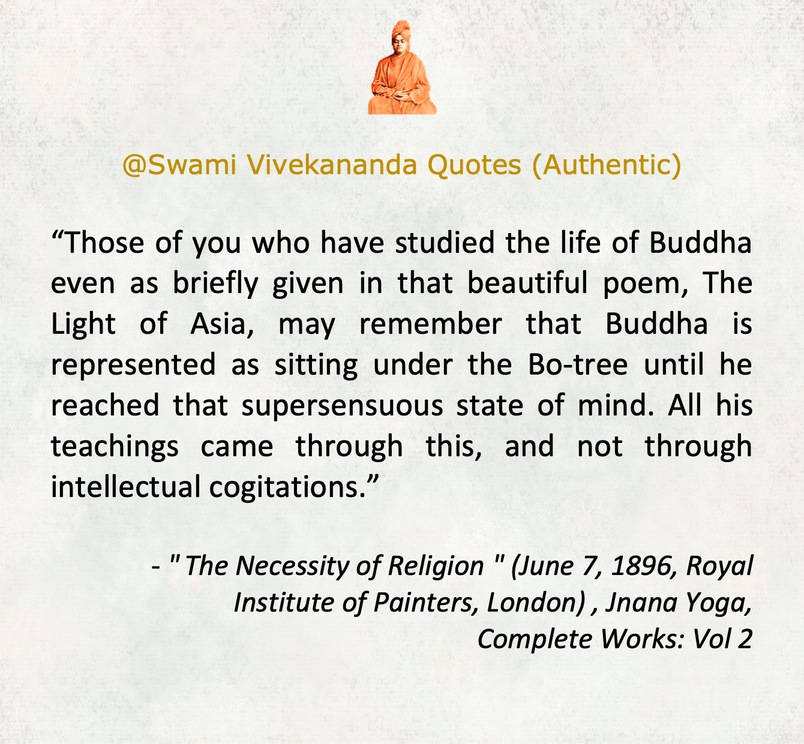 @Swami Vivekananda Quotes (Authentic)
“Those of you who have studied the life of Buddha
even as briefly given in that beautiful poem, The
Light of Asia, may remember that Buddha is
represented as sitting under the Bo-tree until he
reached that supersensuous state of mind. All his
teachings came through this, and not through
intellectual cogitations.”
- " The Necessity of Religion " (June 7, 1896, Royal
Institute of Painters, London) , Jnana Yoga,
Complete Works: Vol 2